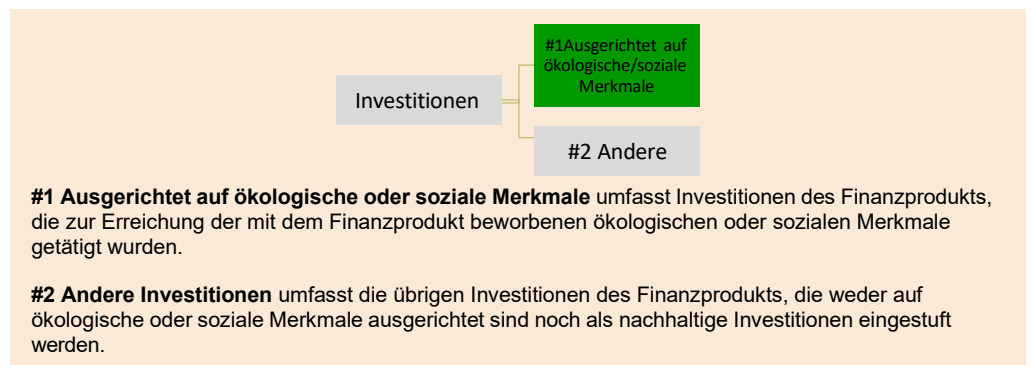 #1Ausgerichtet auf
ökologische/soziale
Merkmale
Investitionen
#2 Andere
#1 Ausgerichtet auf ökologische oder soziale Merkmale umfasst Investitionen des Finanzprodukts,
die zur Erreichung der mit dem Finanzprodukt beworbenen ökologischen oder sozialen Merkmale
getätigt wurden.
#2 Andere Investitionen umfasst die übrigen Investitionen des Finanzprodukts, die weder auf
ökologische oder soziale Merkmale ausgerichtet sind noch als nachhaltige Investitionen eingestuft
werden.